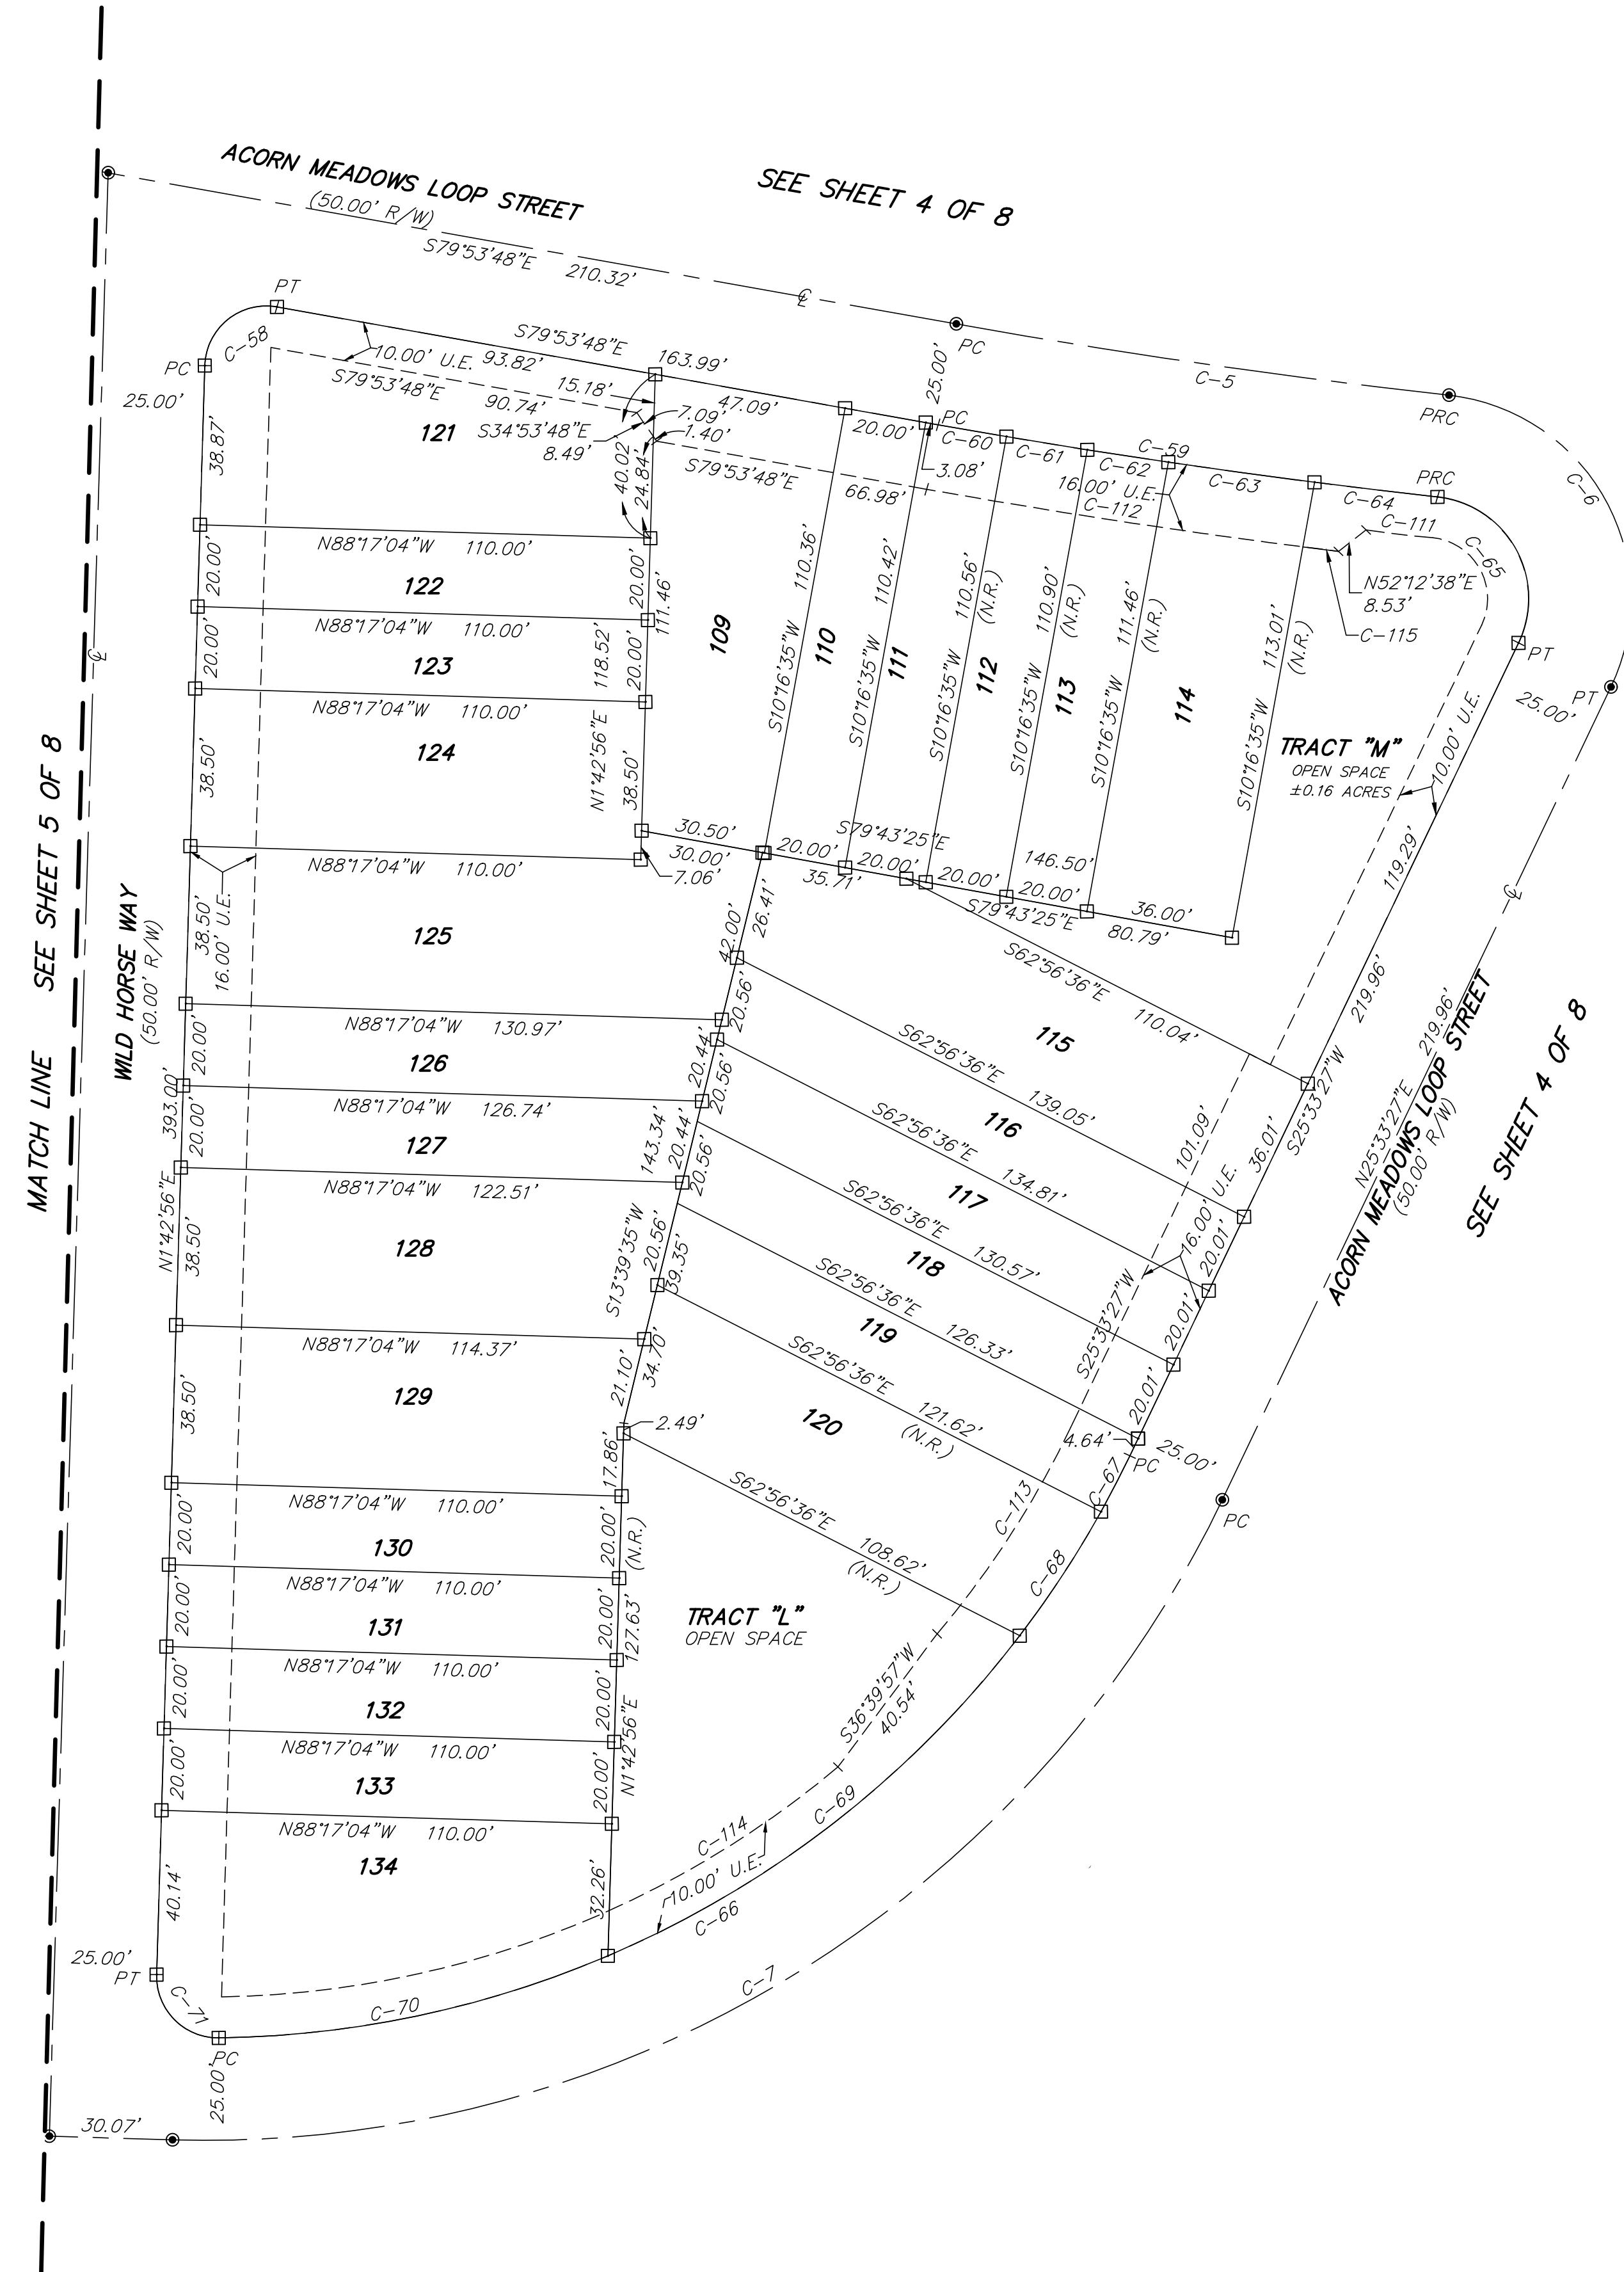 ACORN MEADOWS LOOP STREET
(50.00' R/W)
S79°53'48"E 210.32'
SEE SHEET 4 OF 8
℄
PC
C-5
PRC
C-6
PT
25.00'
PT
C-58
PC
25.00'
S79°53'48"E 163.99'
10.00' U.E. 93.82'
S79°53'48"E
90.74'
15.18'
47.09'
7.09'
1.40'
S34°53'48"E
8.49'
40.02'
24.84'
20.00'
25.00'
PC
3.08'
C-60
C-61
C-59
C-62
C-63
C-64
PRC
16.00' U.E.
C-112
S79°53'48"E
66.98'
C-111
C-65
N52°12'38"E
8.53'
C-115
PT
121
38.87'
N88°17'04"W 110.00'
20.00'
122
20.00'
111.46'
N88°17'04"W 110.00'
20.00'
123
20.00'
118.52'
N88°17'04"W 110.00'
38.50'
124
38.50'
N1°42'56"E
N88°17'04"W 110.00'
7.06'
109
110.36'
S10°16'35"W
110
110.42'
S10°16'35"W
111
110.56'
(N.R.)
S10°16'35"W
112
110.90'
(N.R.)
S10°16'35"W
113
111.46'
(N.R.)
S10°16'35"W
114
113.01'
(N.R.)
S10°16'35"W
TRACT "M"
OPEN SPACE
±0.16 ACRES
10.00' U.E.
119.29'
30.50'
30.00'
S79°43'25"E
146.50'
20.00'
20.00'
20.00'
20.00'
35.71'
36.00'
S79°43'25"E
80.79'
MATCH LINE SEE SHEET 5 OF 8
℄
WILD HORSE WAY
(50.00' R/W)
38.50'
16.00' U.E.
125
42.00'
26.41'
N88°17'04"W 130.97'
20.00'
126
20.44'
20.56'
N88°17'04"W 126.74'
393.00'
20.00'
127
143.34'
20.44'
20.56'
N88°17'04"W 122.51'
N1°42'56"E
38.50'
128
S13°39'35"W
20.56'
20.56'
39.35'
N88°17'04"W 114.37'
38.50'
129
21.10'
34.70'
2.49'
17.86'
N88°17'04"W 110.00'
20.00'
130
20.00'
(N.R.)
N88°17'04"W 110.00'
20.00'
131
20.00'
127.63'
N88°17'04"W 110.00'
20.00'
132
20.00'
N1°42'56"E
N88°17'04"W 110.00'
20.00'
133
20.00'
N88°17'04"W 110.00'
40.14'
134
32.26'
S62°56'36"E
110.04'
115
S62°56'36"E
139.05'
116
S62°56'36"E
134.81'
117
S62°56'36"E
130.57'
118
S62°56'36"E
126.33'
119
S62°56'36"E
121.62'
(N.R.)
120
S62°56'36"E
108.62'
(N.R.)
219.96'
S25°33'27"W
36.01'
101.09'
16.00' U.E.
20.01'
20.01'
20.01'
S25°33'27"W
4.64'
25.00'
PC
C-67
C-113
C-68
℄
N25°33'27"E 219.96'
ACORN MEADOWS LOOP STREET
(50.00' R/W)
SEE SHEET 4 OF 8
PC
TRACT "L"
OPEN SPACE
S36°39'57"W
40.54'
C-69
C-114
10.00' U.E.
C-66
C-7
C-70
25.00'
PT
C-71
PC
25.00'
30.07'